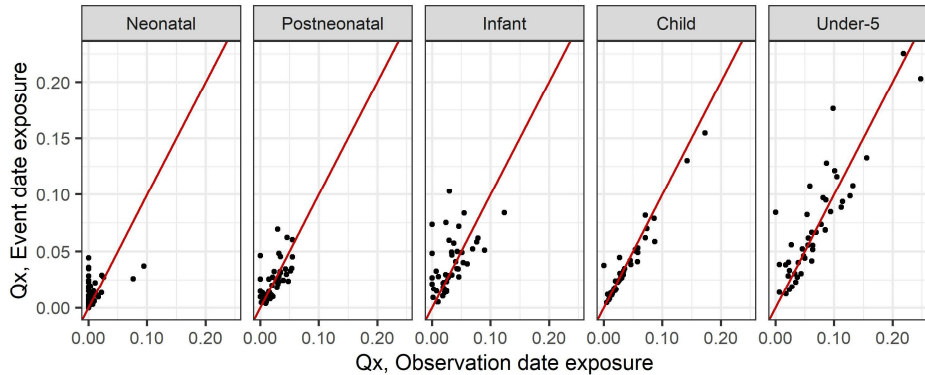 Neonatal Postneonatal Infant Child Under-5
Qx, Event date exposure
0.20
0.15
0.10
0.05
0.00
0.00 0.10 0.20 0.00 0.10 0.20 0.00 0.10 0.20 0.00 0.10 0.20 0.00 0.10 0.20
Qx, Observation date exposure